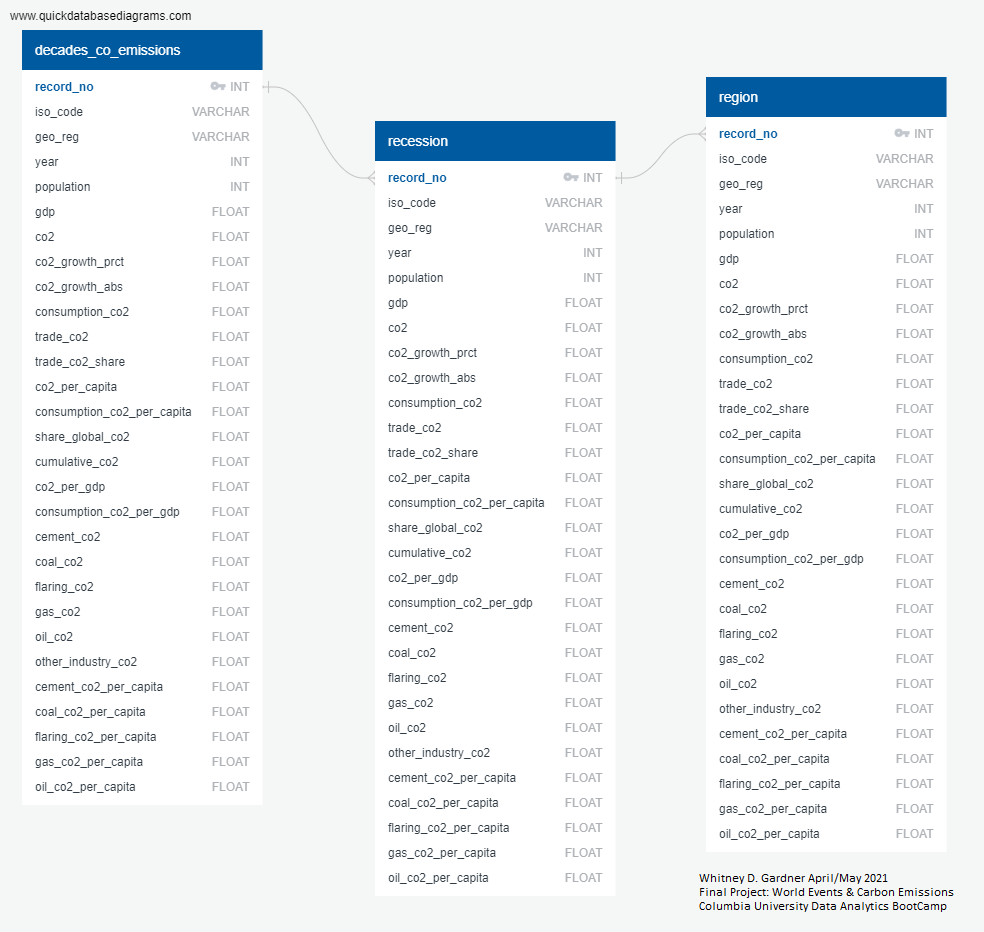 www.quickdatabasediagrams.com
decades_co_emissions
record_no INT
iso_code VARCHAR
geo_reg VARCHAR
year INT
population INT
gdp FLOAT
co2 FLOAT
co2_growth_prct FLOAT
co2_growth_abs FLOAT
consumption_co2 FLOAT
trade_co2 FLOAT
trade_co2_share FLOAT
co2_per_capita FLOAT
consumption_co2_per_capita FLOAT
share_global_co2 FLOAT
cumulative_co2 FLOAT
co2_per_gdp FLOAT
consumption_co2_per_gdp FLOAT
cement_co2 FLOAT
coal_co2 FLOAT
flaring_co2 FLOAT
gas_co2 FLOAT
oil_co2 FLOAT
other_industry_co2 FLOAT
cement_co2_per_capita FLOAT
coal_co2_per_capita FLOAT
flaring_co2_per_capita FLOAT
gas_co2_per_capita FLOAT
oil_co2_per_capita FLOAT
recession
record_no INT
iso_code VARCHAR
geo_reg VARCHAR
year INT
population INT
gdp FLOAT
co2 FLOAT
co2_growth_prct FLOAT
co2_growth_abs FLOAT
consumption_co2 FLOAT
trade_co2 FLOAT
trade_co2_share FLOAT
co2_per_capita FLOAT
consumption_co2_per_capita FLOAT
share_global_co2 FLOAT
cumulative_co2 FLOAT
co2_per_gdp FLOAT
consumption_co2_per_gdp FLOAT
cement_co2 FLOAT
coal_co2 FLOAT
flaring_co2 FLOAT
gas_co2 FLOAT
oil_co2 FLOAT
other_industry_co2 FLOAT
cement_co2_per_capita FLOAT
coal_co2_per_capita FLOAT
flaring_co2_per_capita FLOAT
gas_co2_per_capita FLOAT
oil_co2_per_capita FLOAT
region
record_no INT
iso_code VARCHAR
geo_reg VARCHAR
year INT
population INT
gdp FLOAT
co2 FLOAT
co2_growth_prct FLOAT
co2_growth_abs FLOAT
consumption_co2 FLOAT
trade_co2 FLOAT
trade_co2_share FLOAT
co2_per_capita FLOAT
consumption_co2_per_capita FLOAT
share_global_co2 FLOAT
cumulative_co2 FLOAT
co2_per_gdp FLOAT
consumption_co2_per_gdp FLOAT
cement_co2 FLOAT
coal_co2 FLOAT
flaring_co2 FLOAT
gas_co2 FLOAT
oil_co2 FLOAT
other_industry_co2 FLOAT
cement_co2_per_capita FLOAT
coal_co2_per_capita FLOAT
flaring_co2_per_capita FLOAT
gas_co2_per_capita FLOAT
oil_co2_per_capita FLOAT
Whitney D. Gardner April/May 2021
Final Project: World Events & Carbon Emissions
Columbia University Data Analytics BootCamp